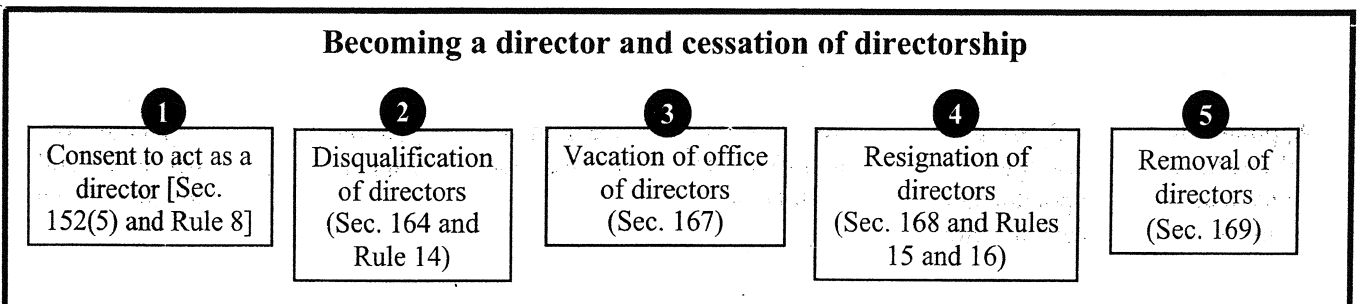 Becoming a director and cessation of directorship
1
Consent to act as a
director [Sec.
152(5) and Rule 8]
2
Disqualification
of directors
(Sec. 164 and
Rule 14)
3
Vacation of office
of directors
(Sec. 167)
4
Resignation of
directors
(Sec. 168 and Rules
15 and 16)
5
Removal of
directors
(Sec. 169)